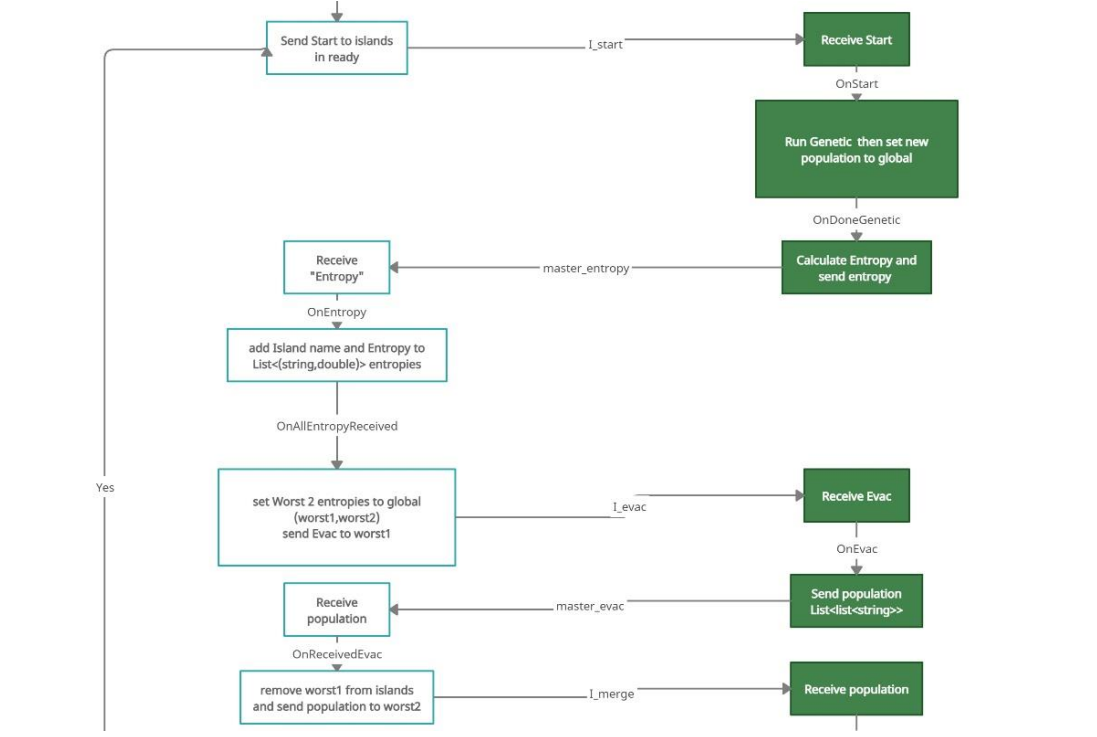 Send Start to islands
in ready
I_start
Receive Start
OnStart
Run Genetic then set new
population to global
OnDoneGenetic
Calculate Entropy and
send entropy
master_entropy
Receive
"Entropy"
OnEntropy
add Island name and Entropy to
List<(string,double)> entropies
OnAllEntropyReceived
Yes
set Worst 2 entropies to global
(worst1,worst2)
send Evac to worst1
I_evac
Receive Evac
OnEvac
Send population
List<list<string>>
master_evac
Receive
population
OnReceivedEvac
remove worst1 from islands
and send population to worst2
I_merge
Receive population